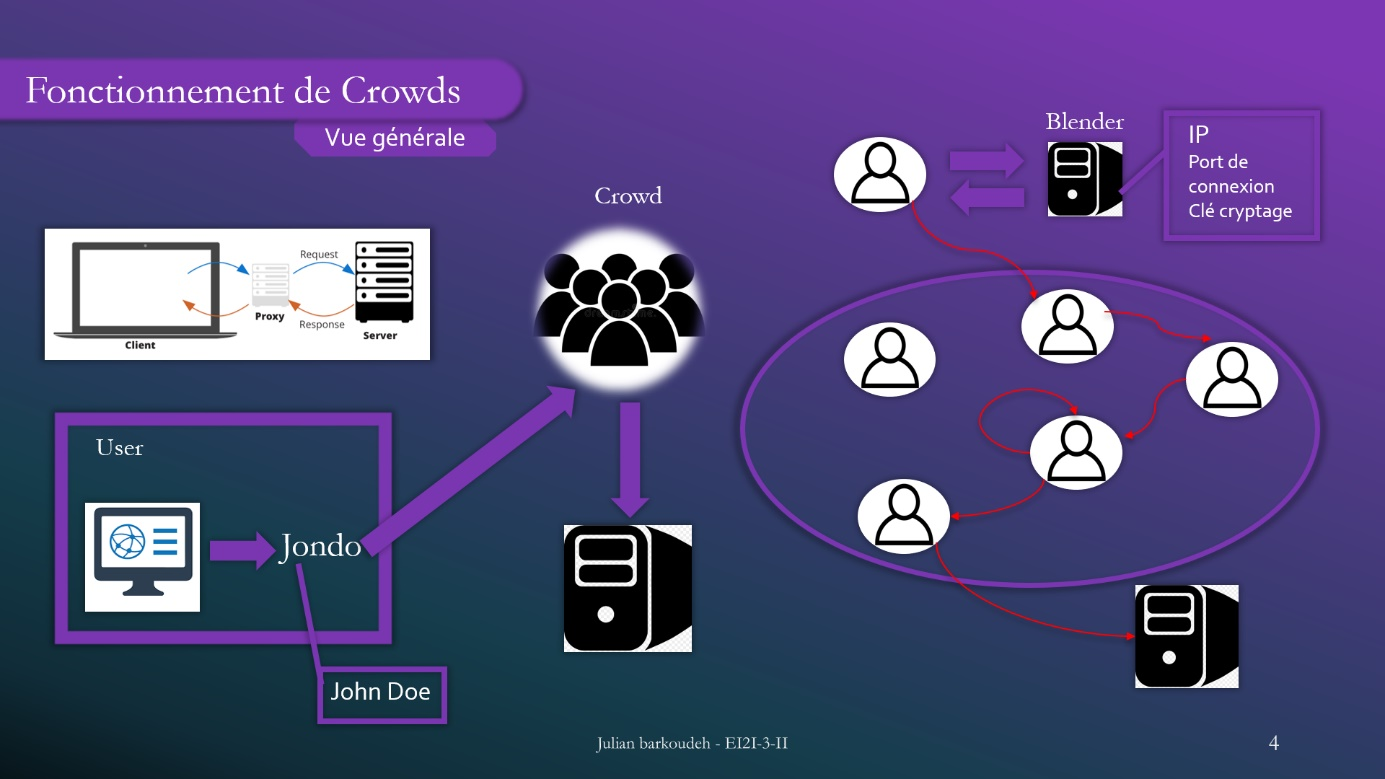 Fonctionnement de Crowds
Vue générale
Request
Proxy
Response
Server
Client
User
Jondo
John Doe
Crowd
Blender
IP
Port de
connexion
Clé cryptage
Julian barkoudeh - EI2I-3-II
4